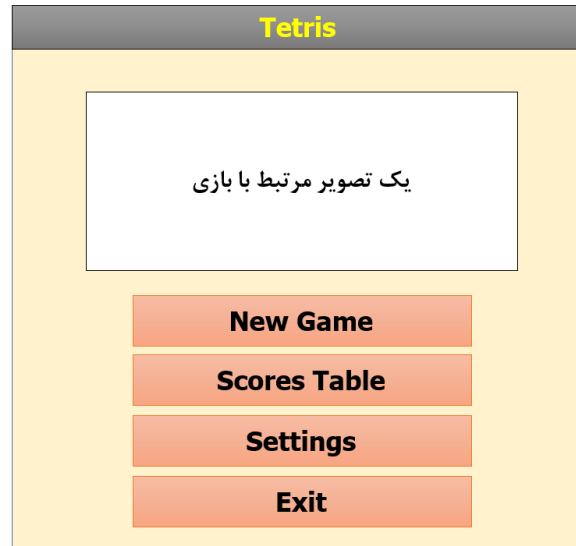 Tetris
یک تصویر مرتبط با بازی
New Game
Scores Table
Settings
Exit